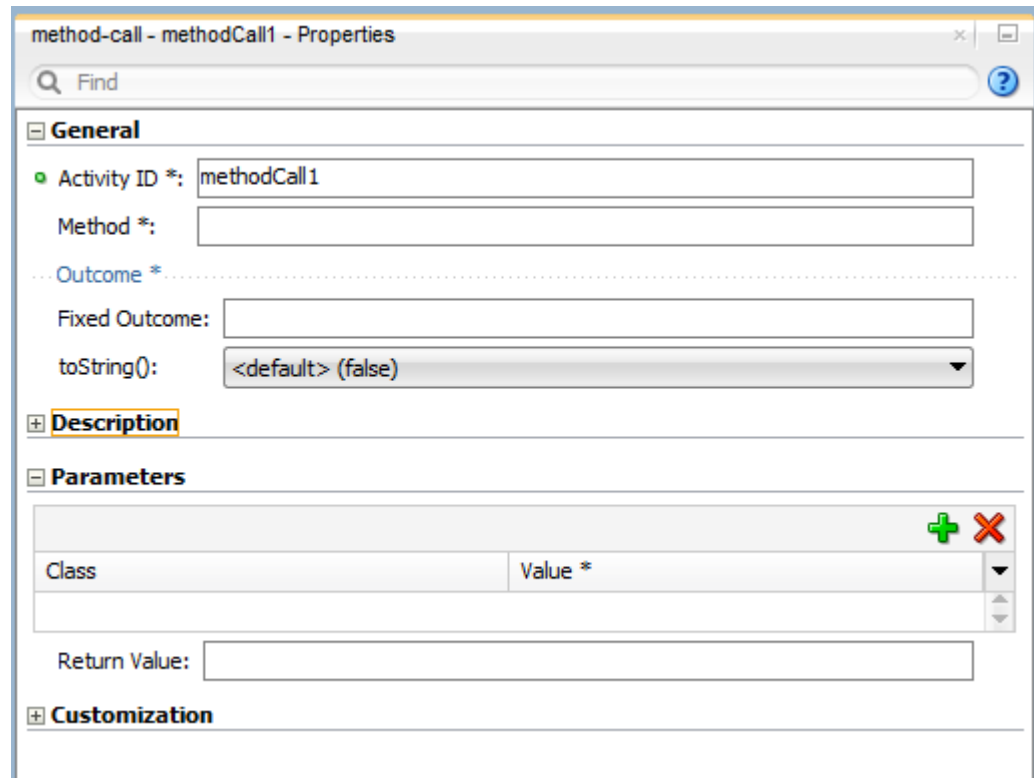 method-call - methodCall1 - Properties
Find
General
Activity ID *: methodCall1
Method *:
Outcome *
Fixed Outcome:
toString(): <default> (false)
Description
Parameters
Class Value *
Return Value:
Customization